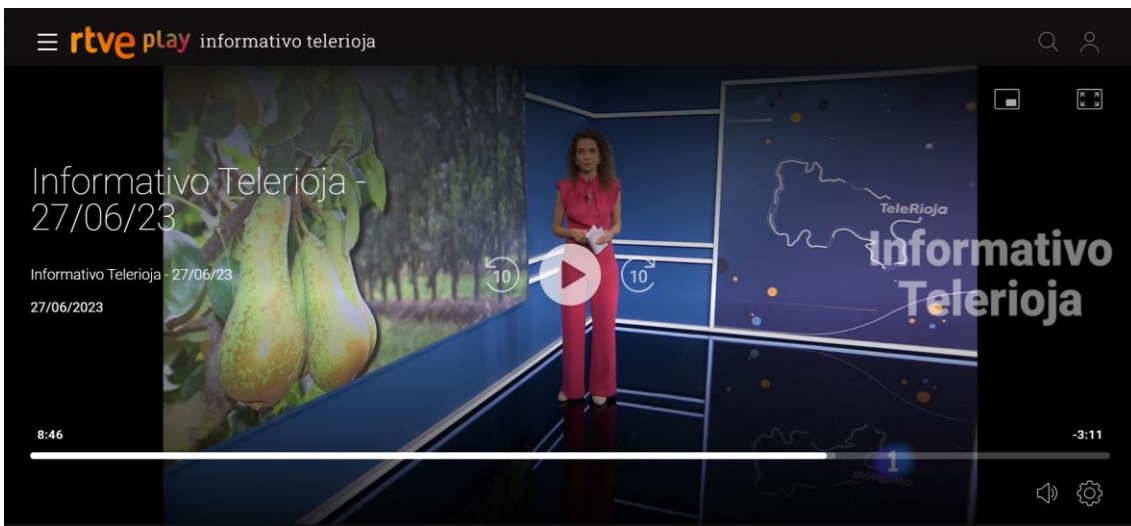 rtve play informativo telerioja
Informativo Telerioja -
27/06/23
Informativo Telerioja - 27/06/23
27/06/2023
10
10
TeleRioja
Informativo
Telerioja
8:46
-3:11
1